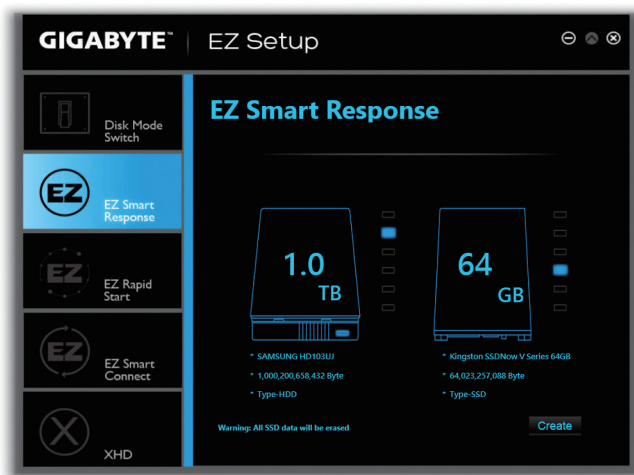 GIGABYTE™ EZ Setup
Disk Mode
Switch
EZ
EZ Smart
Response
EZ
EZ Rapid
Start
EZ
EZ Smart
Connect
X
XHD
EZ Smart Response
1.0
TB
64
GB
* SAMSUNG HD103UJ
* 1,000,200,658,432 Byte
* Type-HDD
* Kingston SSDNow V Series 64GB
* 64,023,257,088 Byte
* Type-SSD
Warning: All SSD data will be erased
Create